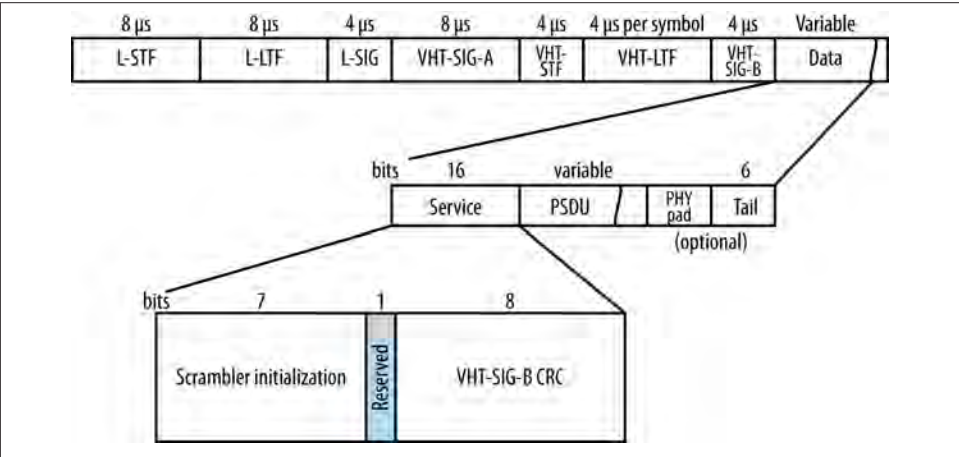 8 µs 8 µs 4 µs 8 µs 4 µs 4 µs per symbol 4 µs Variable
L-STF L-LTF L-SIG VHT-SIG-A VHT-STF VHT-LTF VHT-SIG-B Data
bits 16 variable 6
Service PSDU PHY pad Tail
(optional)
bits 7 1 8
Scrambler initialization Reserved VHT-SIG-B CRC